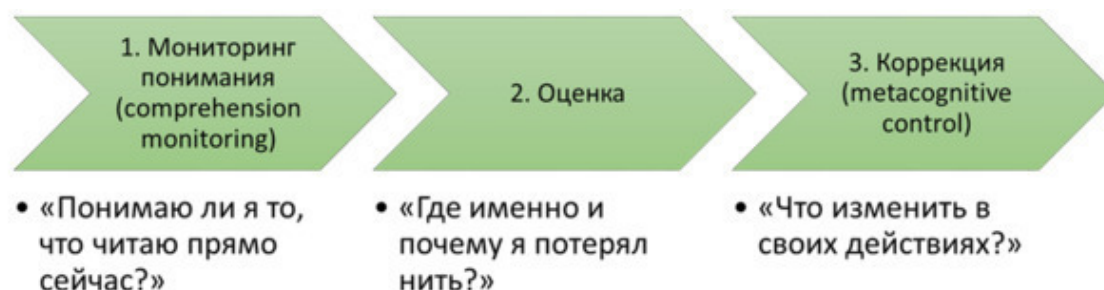 1. Мониторинг
понимания
(comprehension
monitoring)
2. Оценка
3. Коррекция
(metacognitive
control)
• «Понимаю ли я то,
что читаю прямо
сейчас?»
• «Где именно и
почему я потерял
нить?»
• «Что изменить в
своих действиях?»